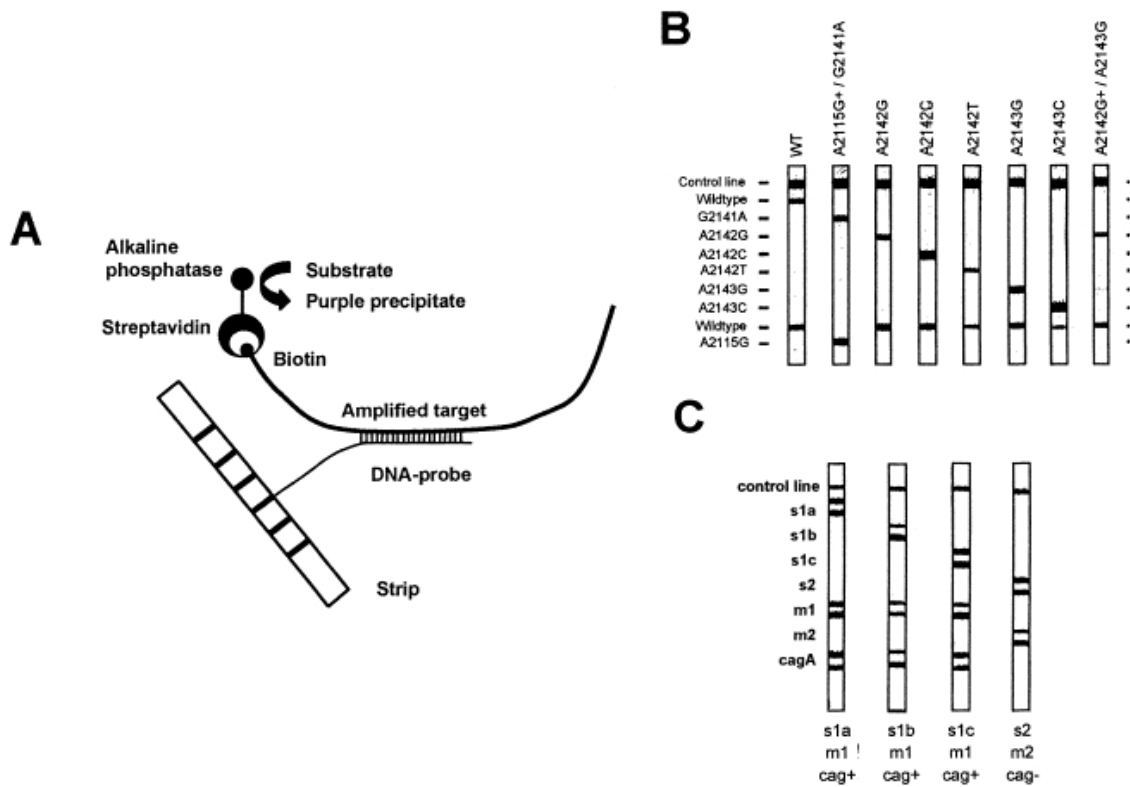 A
Alkaline
phosphatase
Substrate
Purple precipitate
Streptavidin
Biotin
Amplified target
DNA-probe
Strip
B
WT
A2115G+ / G2141A
A2142G
A2142C
A2142T
A2143G
A2143C
A2142G+ / A2143G
Control line
Wildtype
G2141A
A2142G
A2142C
A2142T
A2143G
A2143C
Wildtype
A2115G
C
control line
s1a
s1b
s1c
s2
m1
m2
cagA
s1a s1b s1c s2
m1 ! m1 m1 m2
cag+ cag+ cag+ cag-